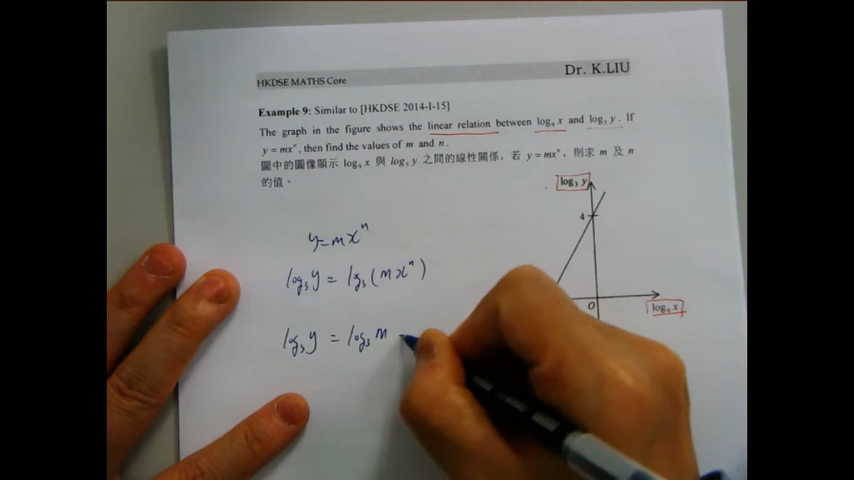 HKDSE MATHS Core
Dr. K.LIU
Example 9: Similar to [HKDSE 2014-I-15]
The graph in the figure shows the linear relation between log₉ x and log₃ y. If
y = mxⁿ, then find the values of m and n.
圖中的圖像顯示 log₉ x 與 log₃ y 之間的線性關係,若 y = mxⁿ,則求 m 及 n
的值。
log₃ y
4
O
log₉ x
y = mxⁿ
log₃ y = log₃ (mxⁿ)
log₃ y = log₃ m